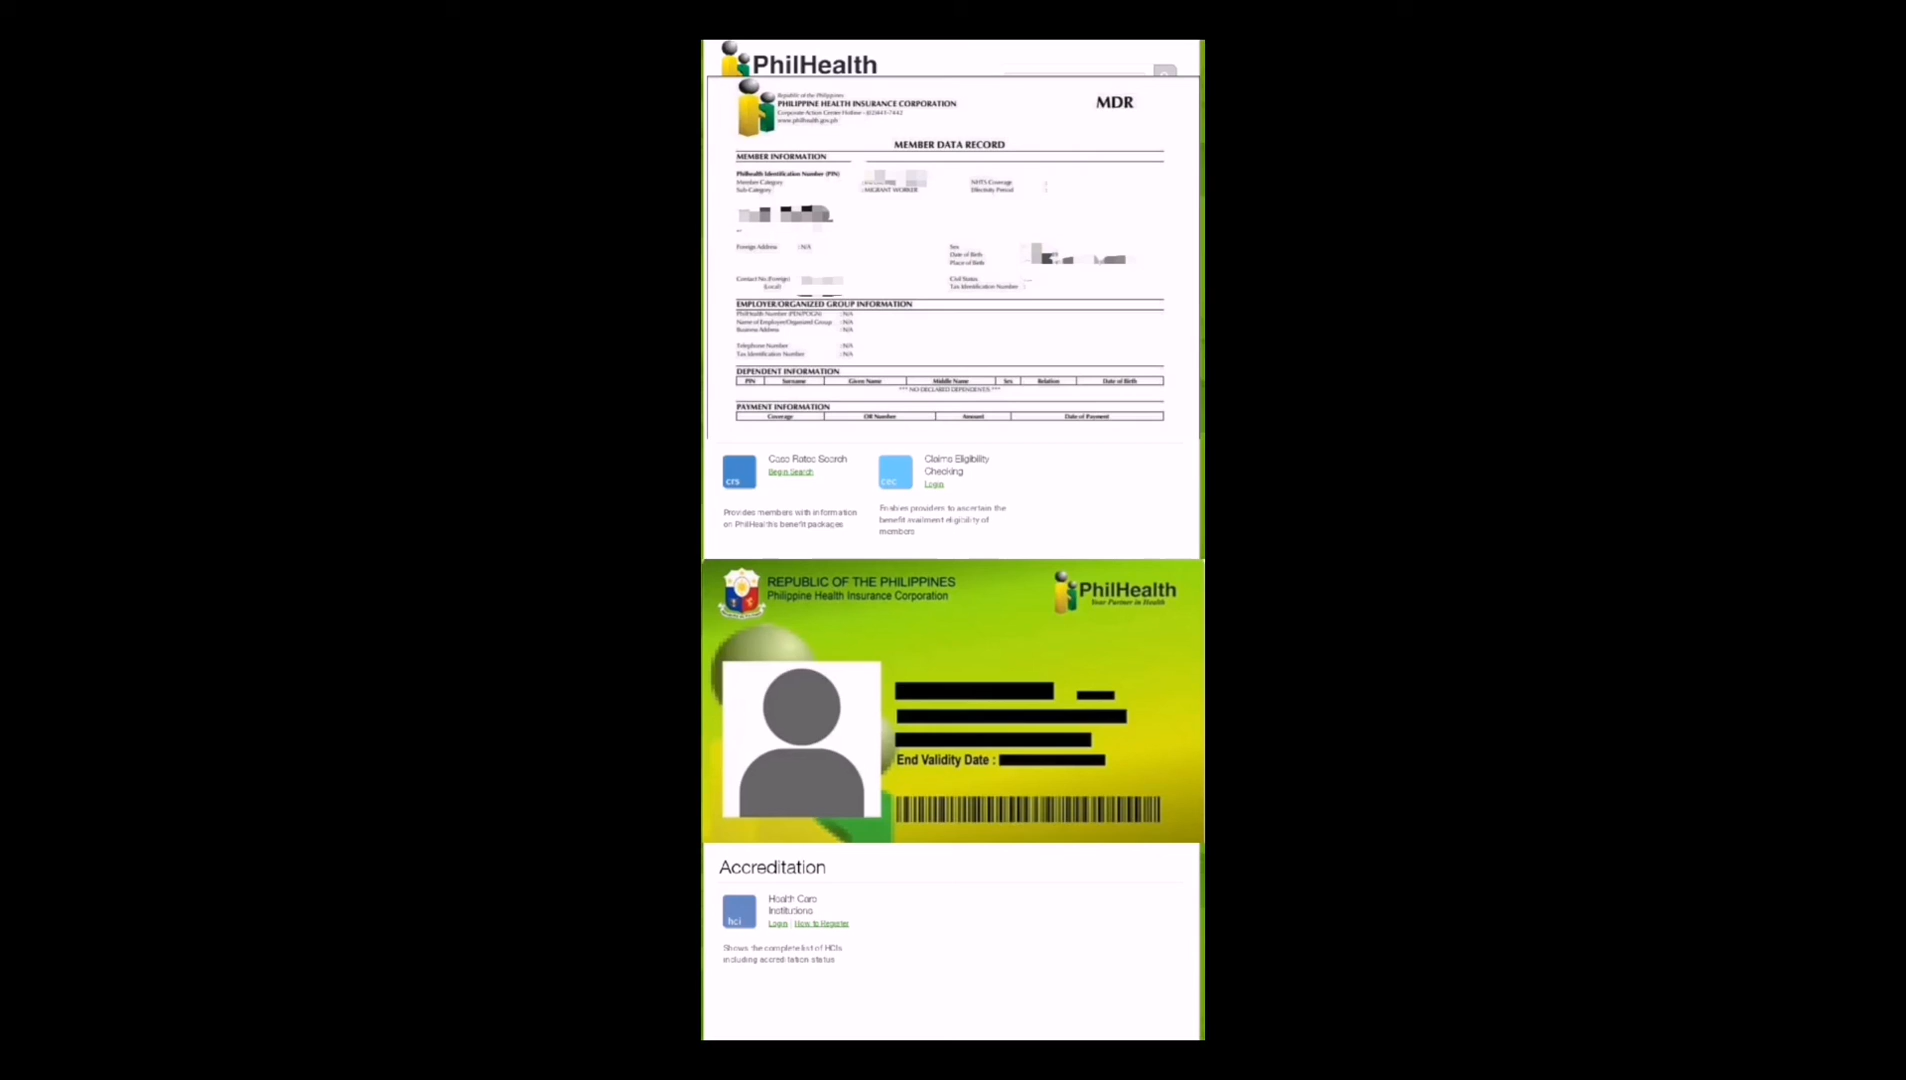 PhilHealth
Republic of the Philippines
PHILIPPINE HEALTH INSURANCE CORPORATION
Corporate Action Center Hotline : (02)441-7442
www.philhealth.gov.ph
MDR
MEMBER DATA RECORD
MEMBER INFORMATION
Philhealth Identification Number (PIN)
Member Category
Sub-Category : MIGRANT WORKER
NHTS Coverage :
Effectivity Period :
Foreign Address : N/A
Sex
Date of Birth
Place of Birth
Contact No.(Foreign)
(Local)
Civil Status
Tax Identification Number :
EMPLOYER/ORGANIZED GROUP INFORMATION
PhilHealth Number (PEN/POGN) : N/A
Name of Employer/Organized Group : N/A
Business Address : N/A
Telephone Number : N/A
Tax Identification Number : N/A
DEPENDENT INFORMATION
PIN Surname Given Name Middle Name Sex Relation Date of Birth
*** NO DECLARED DEPENDENTS ***
PAYMENT INFORMATION
Coverage OR Number Amount Date of Payment
crs
Case Rates Search
Begin Search
Provides members with information
on PhilHealth's benefit packages
cec
Claims Eligibility
Checking
Login
Enables providers to ascertain the
benefit availment eligibility of
members
REPUBLIC OF THE PHILIPPINES
Philippine Health Insurance Corporation
PhilHealth
Your Partner in Health
End Validity Date :
Accreditation
hci
Health Care
Institutions
Login | How to Register
Shows the complete list of HCIs
including accreditation status